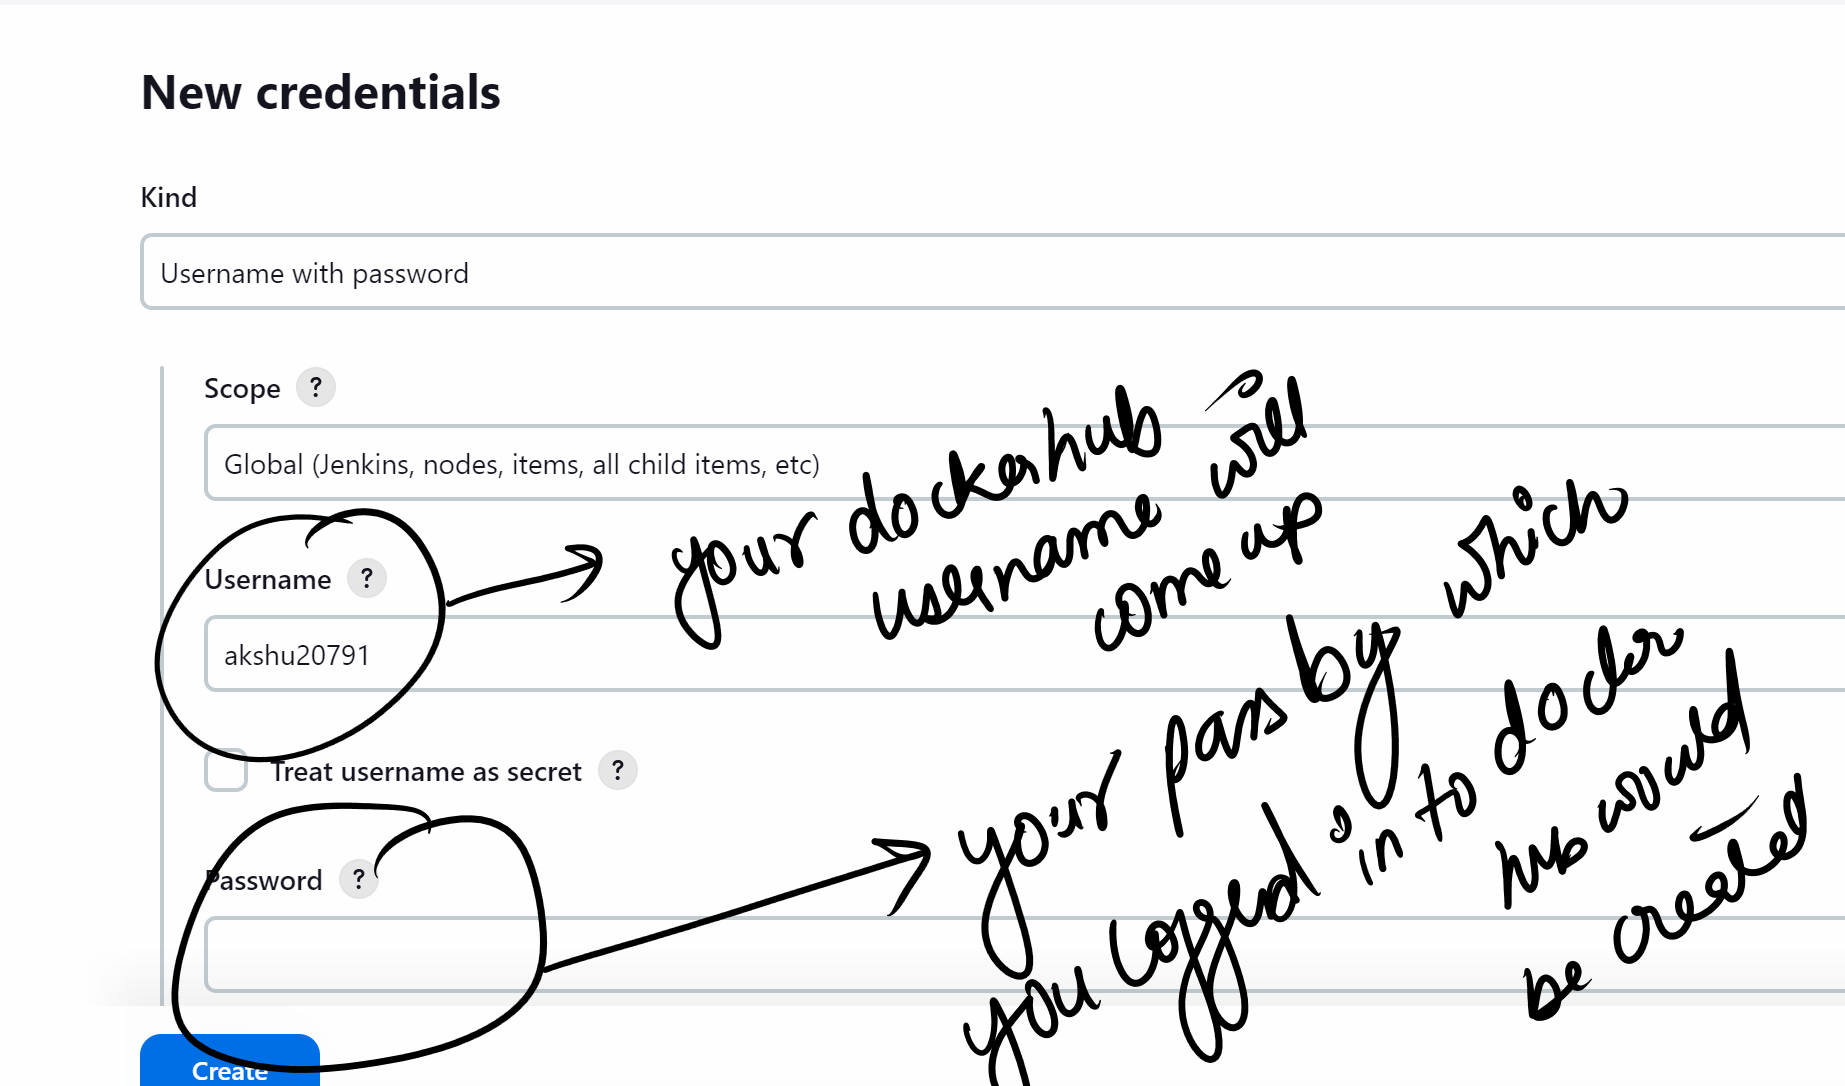 New credentials
Kind
Username with password
Scope ?
Global (Jenkins, nodes, items, all child items, etc)
Username ?
akshu20791
your dockerhub
username will
come up
Treat username as secret ?
Password ?
your pass by which
you logged in to docker
hub would
be created
Create